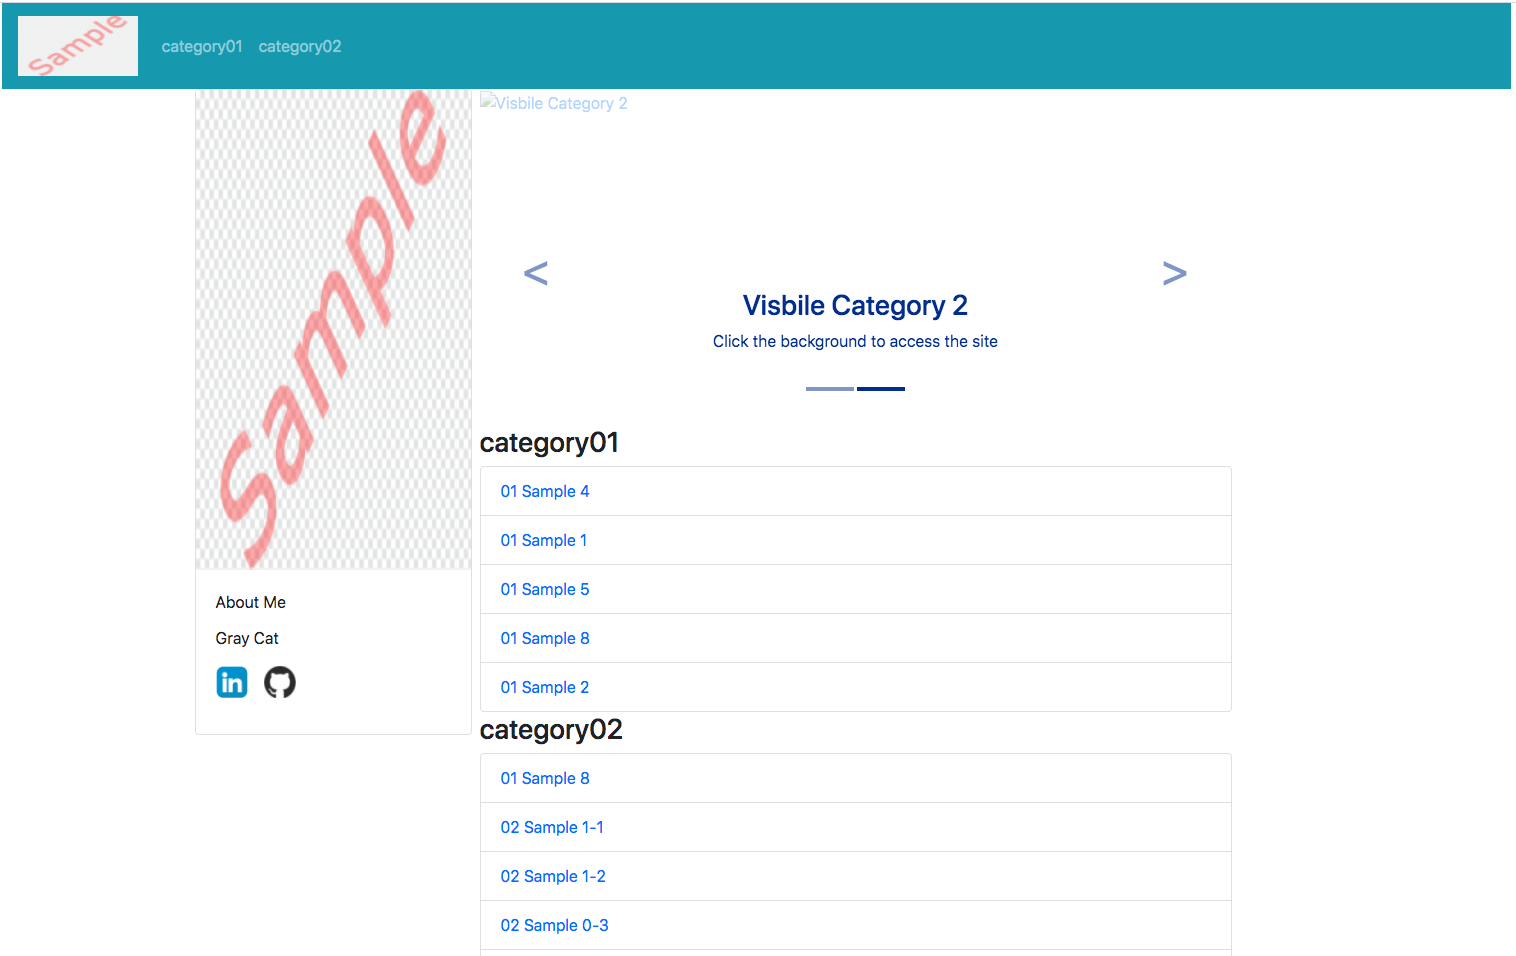 Sample
category01 category02
Sample
About Me
Gray Cat
in
Visbile Category 2
< >
Visbile Category 2
Click the background to access the site
category01
01 Sample 4
01 Sample 1
01 Sample 5
01 Sample 8
01 Sample 2
category02
01 Sample 8
02 Sample 1-1
02 Sample 1-2
02 Sample 0-3